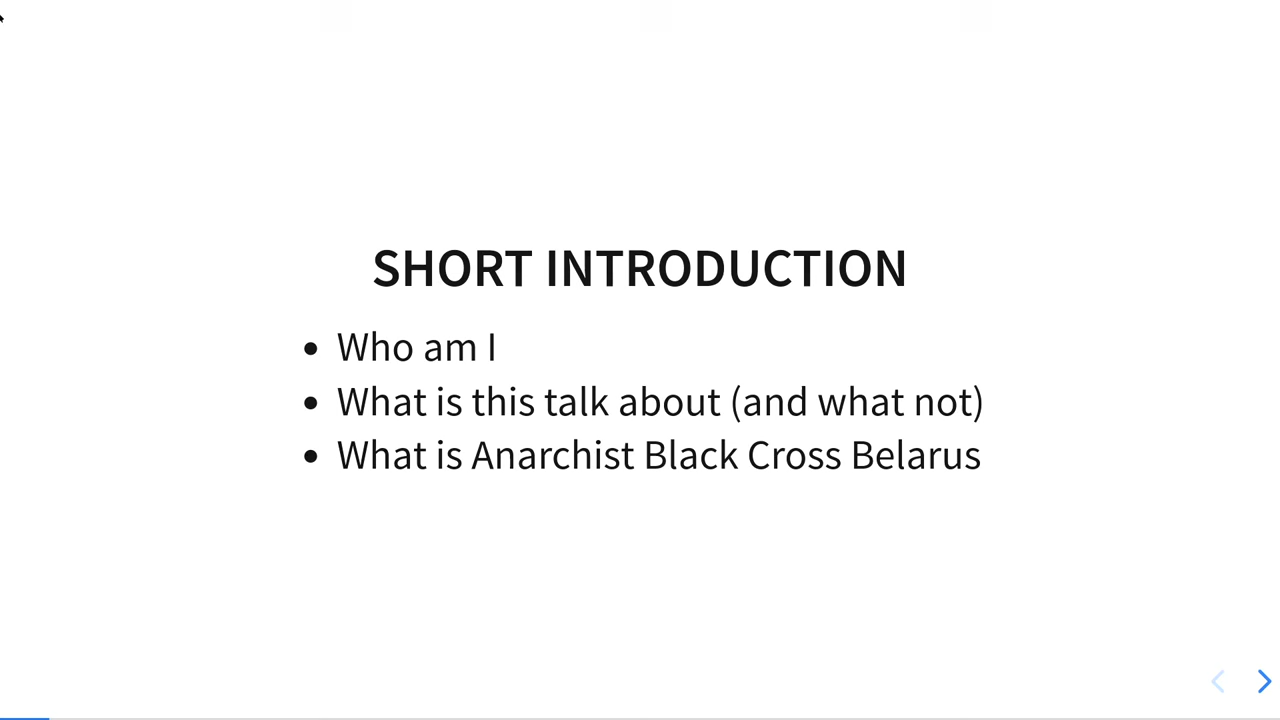 SHORT INTRODUCTION
• Who am I
• What is this talk about (and what not)
• What is Anarchist Black Cross Belarus